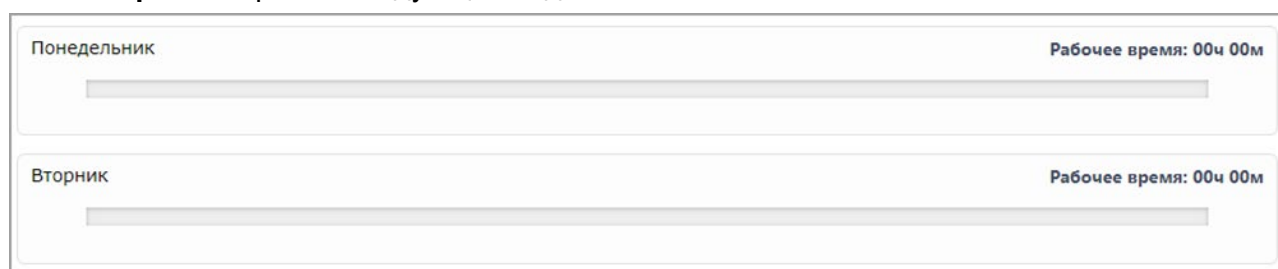 Понедельник
Рабочее время: 00ч 00м
Вторник
Рабочее время: 00ч 00м